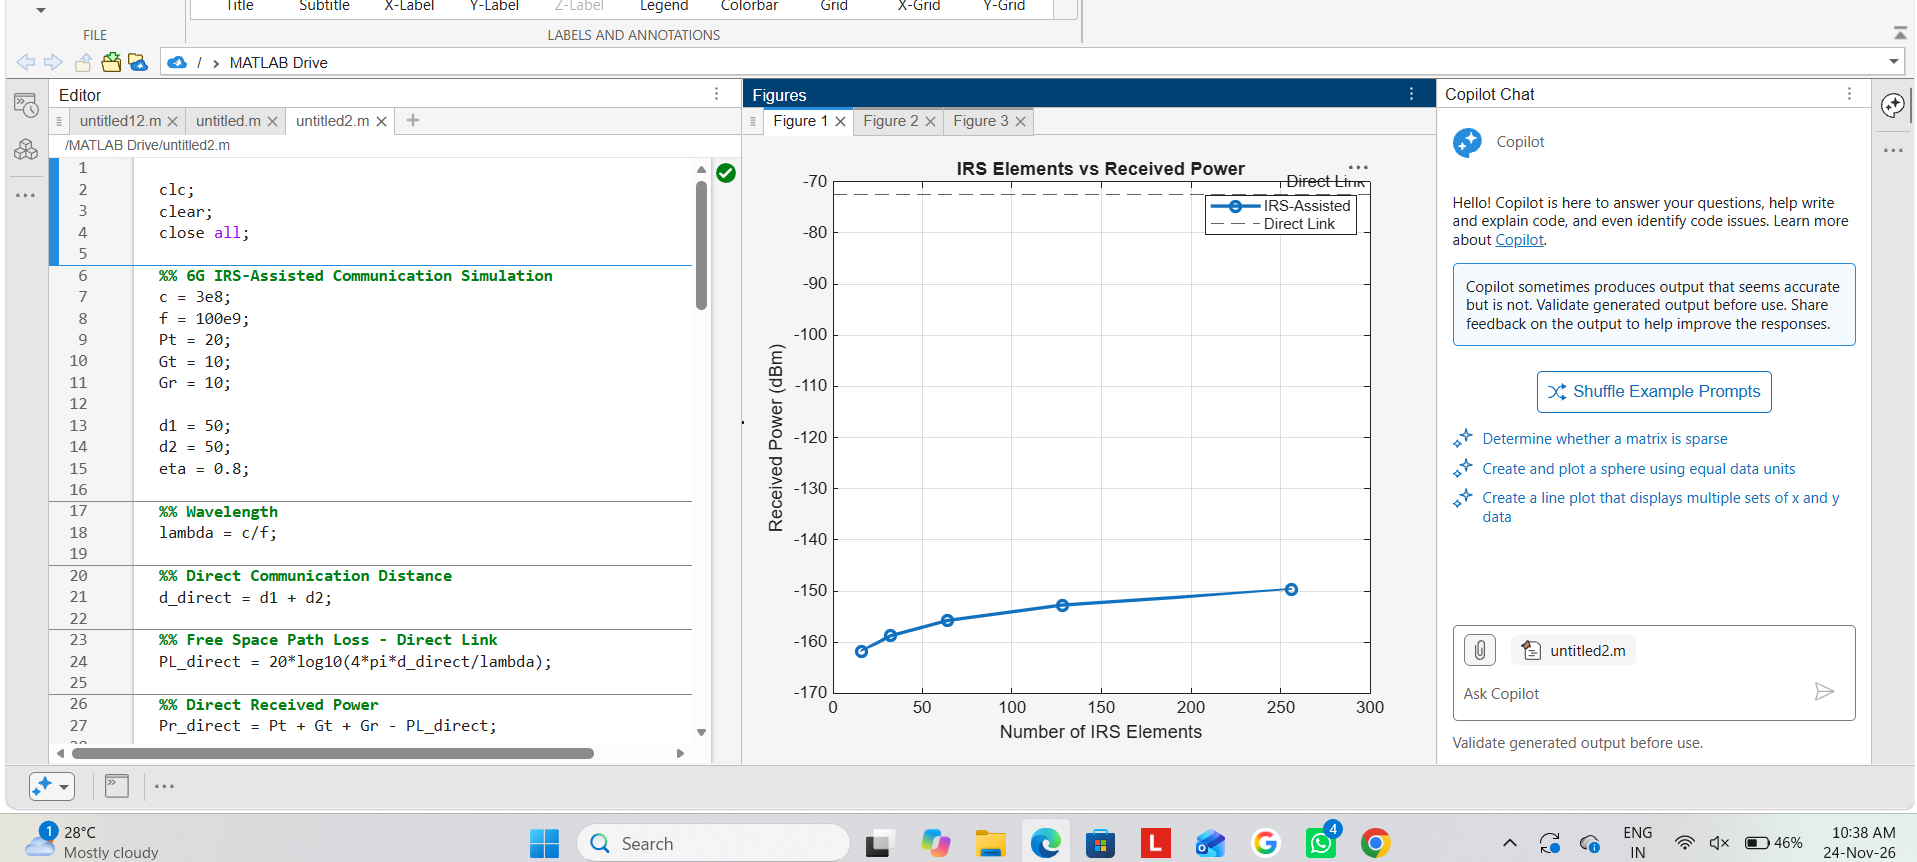 Title Subtitle X-Label Y-Label Z-Label Legend Colorbar Grid X-Grid Y-Grid
FILE LABELS AND ANNOTATIONS
/ > MATLAB Drive
Editor
untitled12.m untitled.m untitled2.m
/MATLAB Drive/untitled2.m
1
2 clc;
3 clear;
4 close all;
5
6 %% 6G IRS-Assisted Communication Simulation
7 c = 3e8;
8 f = 100e9;
9 Pt = 20;
10 Gt = 10;
11 Gr = 10;
12
13 d1 = 50;
14 d2 = 50;
15 eta = 0.8;
16
17 %% Wavelength
18 lambda = c/f;
19
20 %% Direct Communication Distance
21 d_direct = d1 + d2;
22
23 %% Free Space Path Loss - Direct Link
24 PL_direct = 20*log10(4*pi*d_direct/lambda);
25
26 %% Direct Received Power
27 Pr_direct = Pt + Gt + Gr - PL_direct;
Figures
Figure 1 Figure 2 Figure 3
IRS Elements vs Received Power
Direct Link
IRS-Assisted
Direct Link
-70
-80
-90
-100
-110
-120
-130
-140
-150
-160
-170
Received Power (dBm)
0 50 100 150 200 250 300
Number of IRS Elements
Copilot Chat
Copilot
Hello! Copilot is here to answer your questions, help write
and explain code, and even identify code issues. Learn more
about Copilot.
Copilot sometimes produces output that seems accurate
but is not. Validate generated output before use. Share
feedback on the output to help improve the responses.
Shuffle Example Prompts
Determine whether a matrix is sparse
Create and plot a sphere using equal data units
Create a line plot that displays multiple sets of x and y
data
untitled2.m
Ask Copilot
Validate generated output before use.
1
28°C
Mostly cloudy
Search
L
G
4
ENG
IN
46%
10:38 AM
24-Nov-26